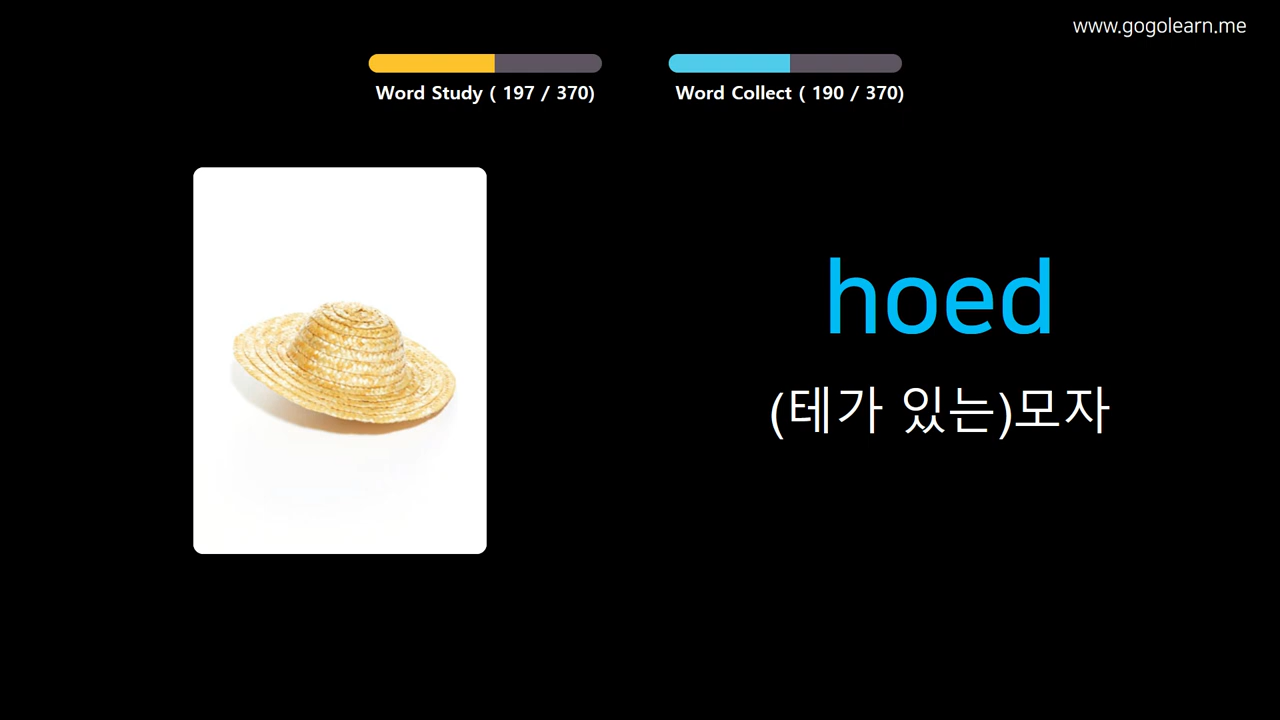 www.gogolearn.me
Word Study ( 197 / 370)
Word Collect ( 190 / 370)
hoed
(테가 있는)모자